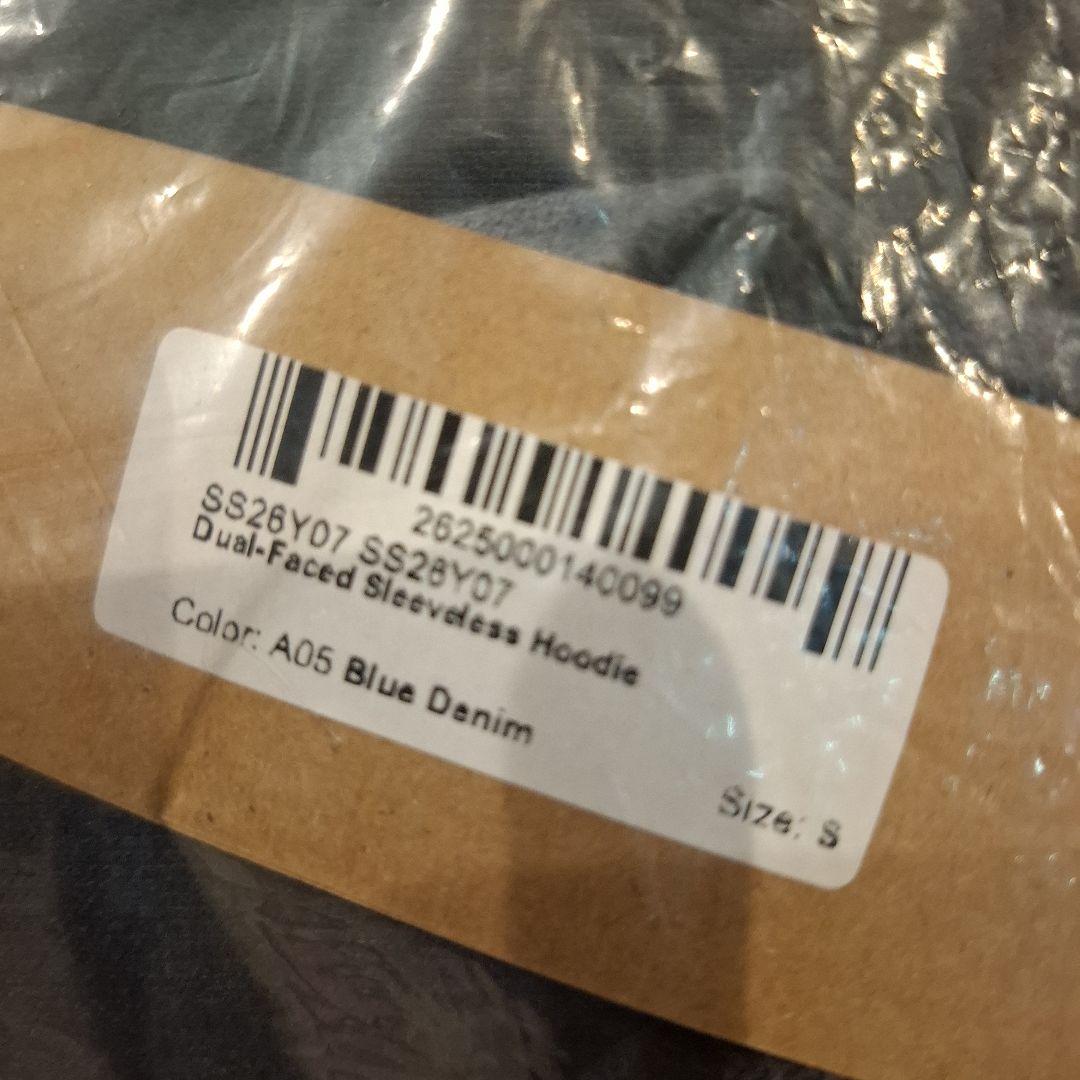 2625000140099
SS26Y07 SS26Y07
Dual-Faced Sleeveless Hoodie
Color: A05 Blue Denim
Size: S